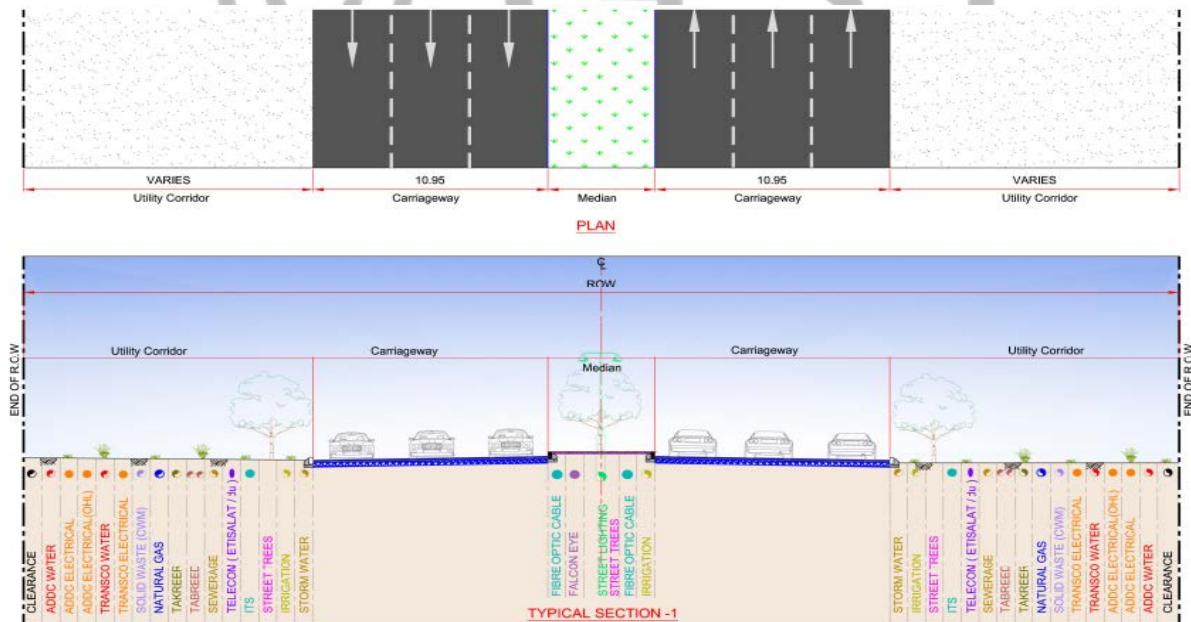 VARIES 10.95 10.95 VARIES
Utility Corridor Carriageway Median Carriageway Utility Corridor
PLAN
℄
ROW
Utility Corridor Carriageway Carriageway Utility Corridor
Median
END OF R.O.W
END OF R.O.W
CLEARANCE
ADDC WATER
ADDC ELECTRICAL
ADDC ELECTRICAL(OHL)
TRANSCO WATER
TRANSCO ELECTRICAL
SOLID WASTE (CWM)
NATURAL GAS
TAKREER
TABREED
SEWERAGE
TELECON ( ETISALAT / du )
ITS
STREET TREES
IRRIGATION
STORM WATER
FIBRE OPTIC CABLE
FALCON EYE
STREET LIGHTING
STREET TREES
FIBRE OPTIC CABLE
IRRIGATION
STORM WATER
IRRIGATION
STREET TREES
ITS
TELECON ( ETISALAT / du )
SEWERAGE
TABREED
TAKREER
NATURAL GAS
SOLID WASTE (CWM)
TRANSCO ELECTRICAL
TRANSCO WATER
ADDC ELECTRICAL(OHL)
ADDC ELECTRICAL
ADDC WATER
CLEARANCE
TYPICAL SECTION -1